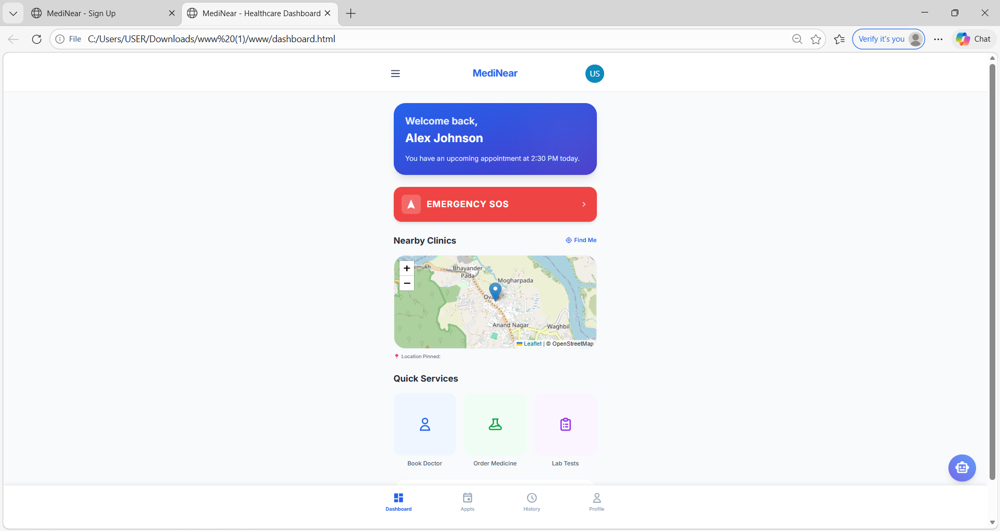 MediNear - Sign Up
MediNear - Healthcare Dashboard
File C:/Users/USER/Downloads/www%20(1)/www/dashboard.html
Verify it's you
Chat
MediNear
US
Welcome back,
Alex Johnson
You have an upcoming appointment at 2:30 PM today.
EMERGENCY SOS
Nearby Clinics
Find Me
+
−
imukh
Bhayander
Pada
Mogharpada
Anand Nagar
Waghbil
Leaflet | © OpenStreetMap
Location Pinned:
Quick Services
Book Doctor
Order Medicine
Lab Tests
Dashboard
Appts
History
Profile